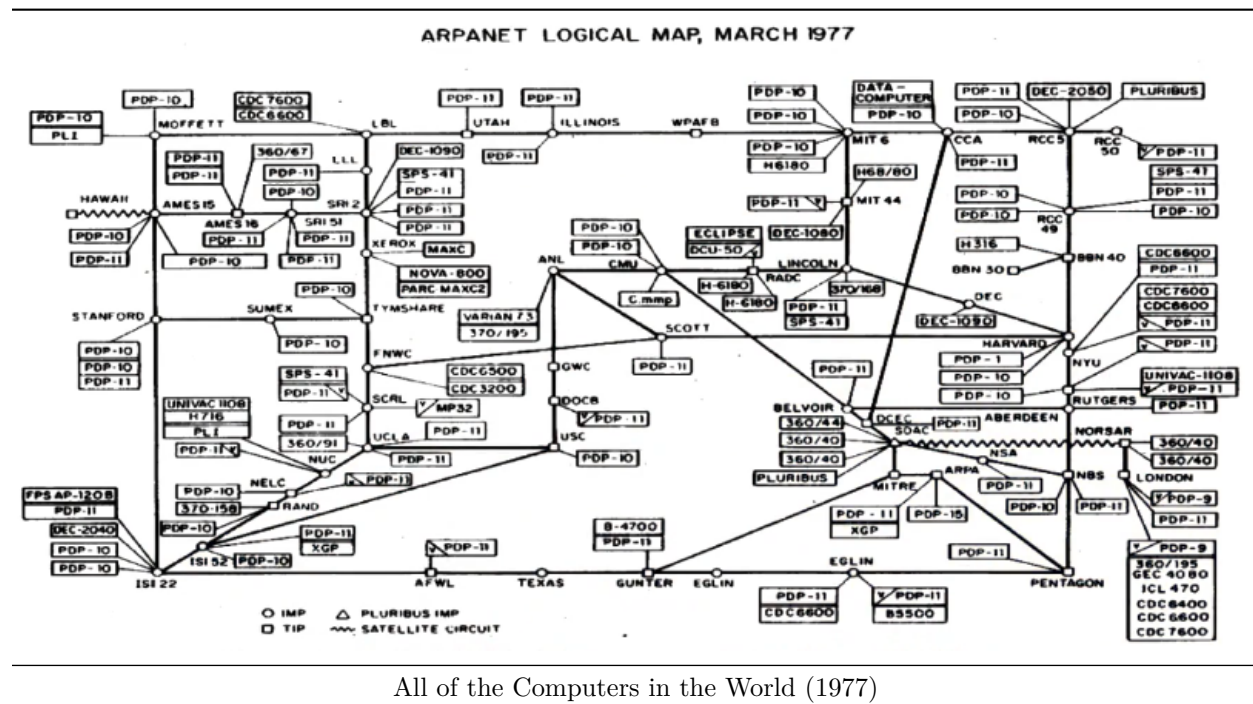 ARPANET LOGICAL MAP, MARCH 1977
PDP-10
PDP-10
PLI
MOFFETT
CDC 7600
CDC 6600
LBL
PDP-11
UTAH
PDP-11
ILLINOIS
PDP-11
WPAFB
PDP-10
PDP-10
PDP-10
H6180
MIT 6
DATA-
COMPUTER
PDP-10
CCA
PDP-11
PDP-11
PDP-10
DEC-2050
PLURIBUS
RCC5
RCC
50
PDP-11
SPS-41
PDP-11
PDP-10
PDP-10
PDP-10
RCC
49
HAWAII
AMES15
PDP-10
PDP-11
PDP-10
PDP-11
PDP-11
360/67
AMES16
LLL
PDP-11
PDP-10
SRI 51
PDP-11
PDP-11
PDP-11
SRI 2
DEC-1090
SPS-41
PDP-11
PDP-11
PDP-11
XEROX
MAXC
NOVA-800
PARC MAXC2
H68/80
PDP-11
MIT 44
DEC-1080
PDP-10
PDP-10
CMU
C.mmp
ECLIPSE
DCU-50
RADC
H-6180
H-6180
LINCOLN
370/168
PDP-11
SPS-41
H316
BBN 40
BBN 30
DEC
DEC-1090
CDC6600
PDP-11
CDC7600
CDC6600
PDP-11
PDP-11
HARVARD
PDP-1
PDP-10
PDP-10
NYU
UNIVAC-1108
PDP-11
PDP-11
RUTGERS
STANFORD
PDP-10
PDP-10
PDP-11
SUMEX
PDP-10
PDP-10
TYMSHARE
ANL
VARIAN 73
370/195
SCOTT
PDP-11
FNWC
CDC6500
CDC3200
GWC
DOCB
PDP-11
SPS-41
PDP-11
SCRL
MP32
PDP-11
360/91
UCLA
PDP-11
PDP-11
USC
PDP-10
UNIVAC 1108
H716
PLI
PDP-11
NUC
PDP-11
NELC
PDP-10
370-158
RAND
PDP-10
PDP-11
BELVOIR
DCEC
PDP-11
ABERDEEN
360/44
360/40
360/40
PLURIBUS
SDAC
NSA
PDP-11
NORSAR
360/40
360/40
MITRE
ARPA
PDP-11
XGP
PDP-15
NBS
PDP-10
PDP-11
LONDON
PDP-9
PDP-11
PDP-9
360/195
GEC 4080
ICL 470
CDC6400
CDC6600
CDC7600
FPS AP-120B
PDP-11
DEC-2040
PDP-10
PDP-10
ISI 22
ISI 52
PDP-11
XGP
PDP-10
PDP-11
AFWL
TEXAS
B-4700
PDP-11
GUNTER
EGLIN
EGLIN
PDP-11
CDC6600
PDP-11
B5500
PDP-11
PENTAGON
IMP
PLURIBUS IMP
TIP
SATELLITE CIRCUIT
All of the Computers in the World (1977)